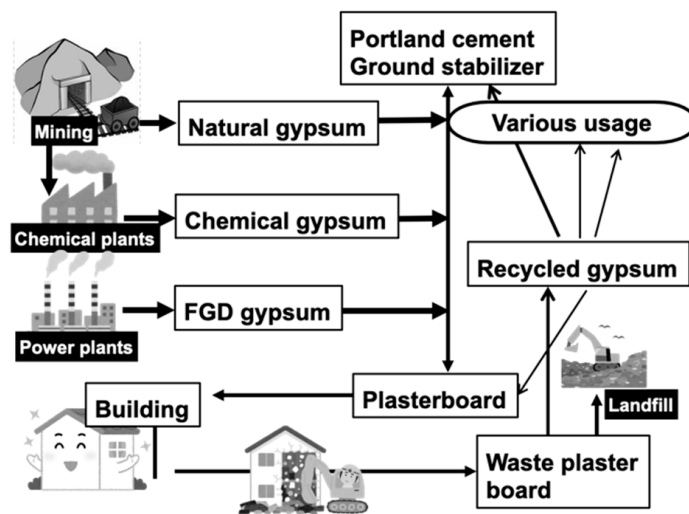 Portland cement
Ground stabilizer
Mining
Natural gypsum
Various usage
Chemical plants
Chemical gypsum
Recycled gypsum
Power plants
FGD gypsum
Building
Plasterboard
Landfill
Waste plaster
board